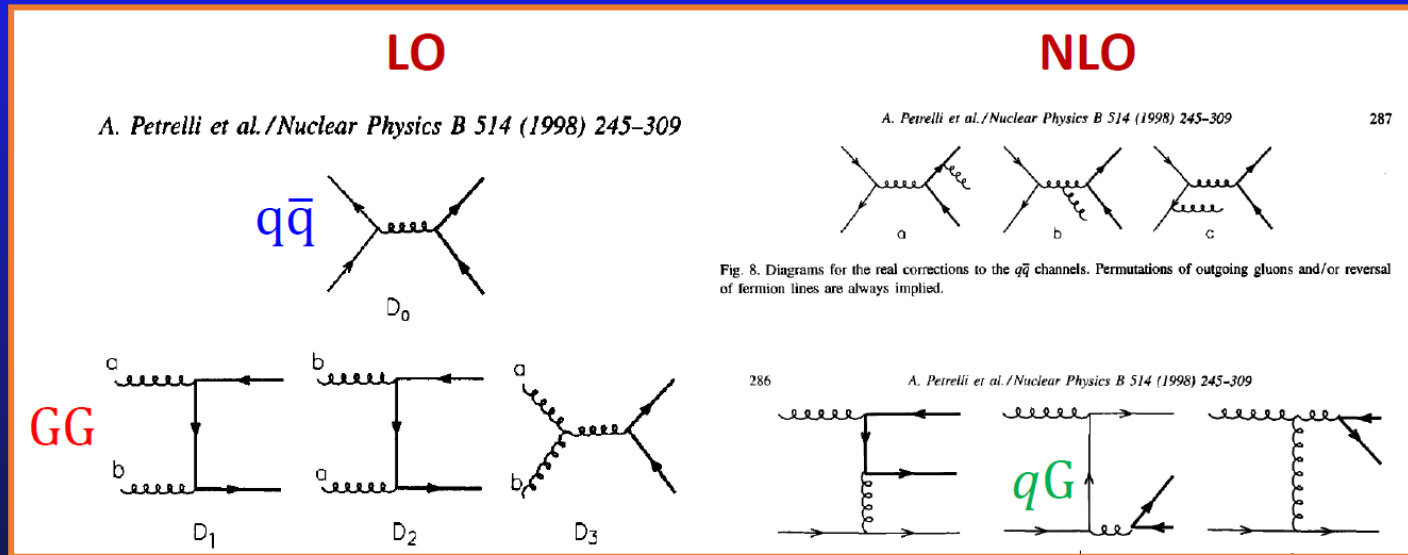 LO
A. Petrelli et al./Nuclear Physics B 514 (1998) 245–309
qq̄
D₀
a
b
GG
b
a
a
b
D₁
D₂
D₃
NLO
A. Petrelli et al./Nuclear Physics B 514 (1998) 245–309 287
a
b
c
Fig. 8. Diagrams for the real corrections to the qq̄ channels. Permutations of outgoing gluons and/or reversal
of fermion lines are always implied.
286 A. Petrelli et al./Nuclear Physics B 514 (1998) 245–309
qG